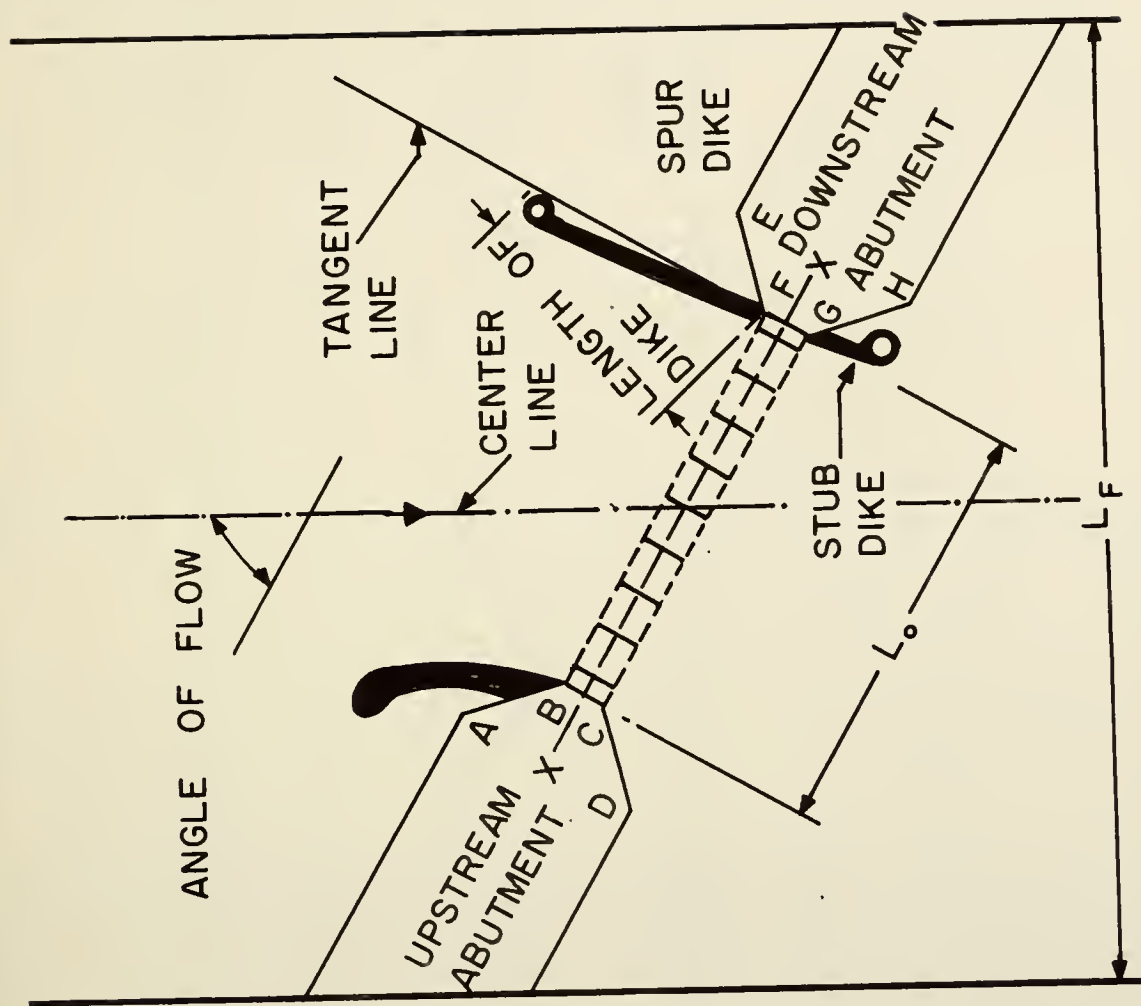 ANGLE OF FLOW
TANGENT
LINE
CENTER
LINE
LENGTH OF
DIKE
SPUR
DIKE
UPSTREAM
ABUTMENT
A
B
X
C
D
E
F
X
G
H
DOWNSTREAM
ABUTMENT
STUB
DIKE
Lo
LF